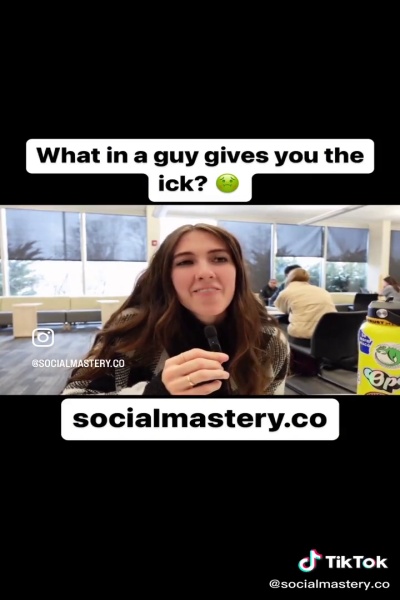 What in a guy gives you the
ick? 🤢
@SOCIALMASTERY.CO
socialmastery.co
TikTok
@socialmastery.co